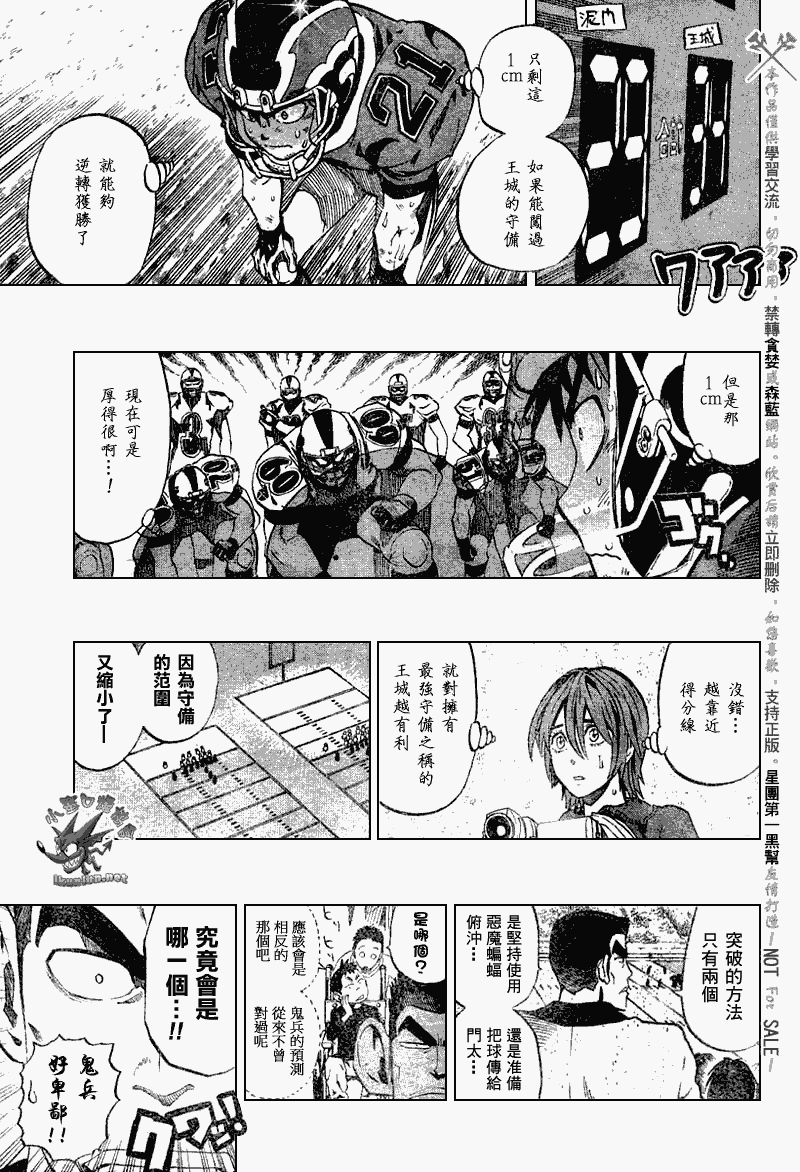 泥門
王城
ワアアア
只剩這
1cm
如果能闖過
王城的守備
就能夠
逆轉獲勝了
21
但是那
1cm
現在可是
厚得很啊…！
ゴクッ
沒錯…
越靠近
得分線
就對擁有
最強守備之稱的
王城越有利
因為守備
的范圍
又縮小了ー
突破的方法
只有兩個
是堅持使用
惡魔蝙蝠
俯沖…
還是准備
把球傳給
門太…
是哪個?
應該會是
相反的
那個吧
鬼兵的預測
從來不曾
對過呢
究竟會是
哪一個…!!
鬼兵
好卑鄙!!
本作品僅供學習交流。切勿商用。禁轉貪婪或森藍網站。欣賞后請立即刪除。如您喜歡。支持正版。星團第一黑幫友情打造—NOT For SALE—